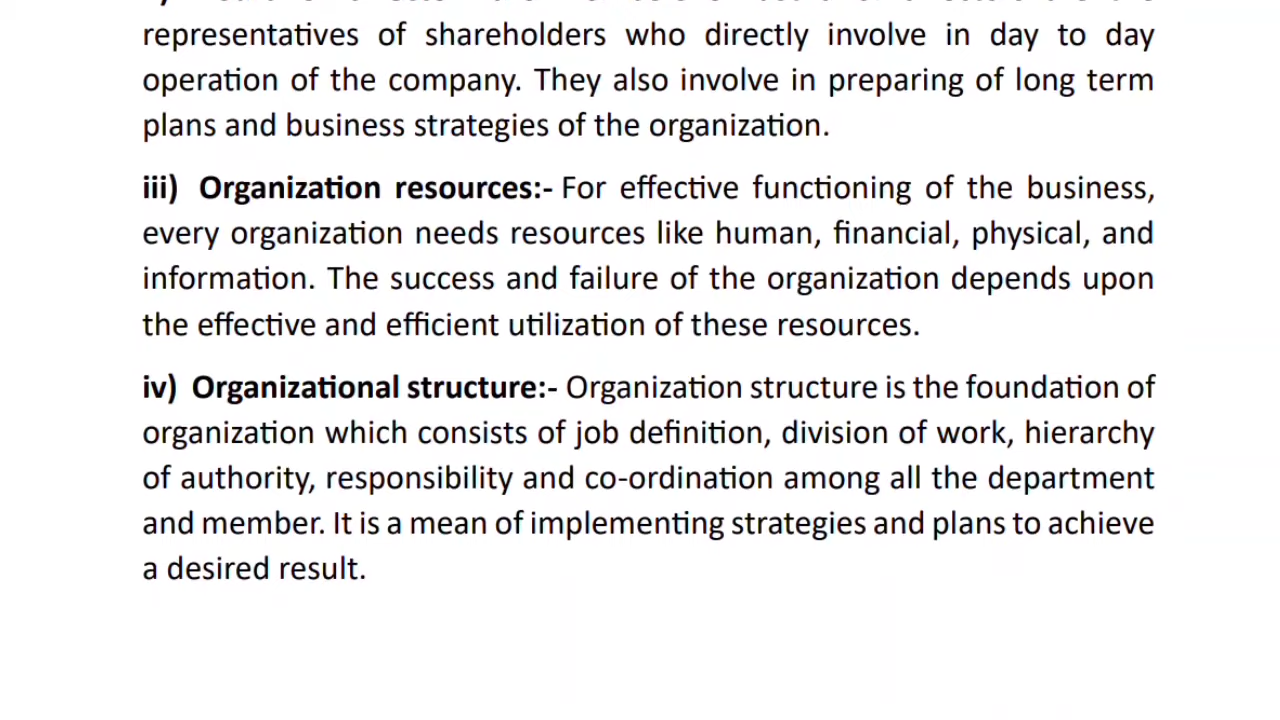 representatives of shareholders who directly involve in day to day
operation of the company. They also involve in preparing of long term
plans and business strategies of the organization.
iii) Organization resources:- For effective functioning of the business,
every organization needs resources like human, financial, physical, and
information. The success and failure of the organization depends upon
the effective and efficient utilization of these resources.
iv) Organizational structure:- Organization structure is the foundation of
organization which consists of job definition, division of work, hierarchy
of authority, responsibility and co-ordination among all the department
and member. It is a mean of implementing strategies and plans to achieve
a desired result.